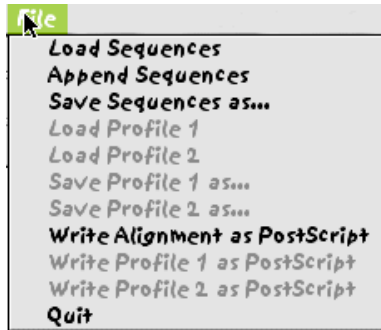 File
Load Sequences
Append Sequences
Save Sequences as...
Load Profile 1
Load Profile 2
Save Profile 1 as...
Save Profile 2 as...
Write Alignment as PostScript
Write Profile 1 as PostScript
Write Profile 2 as PostScript
Quit